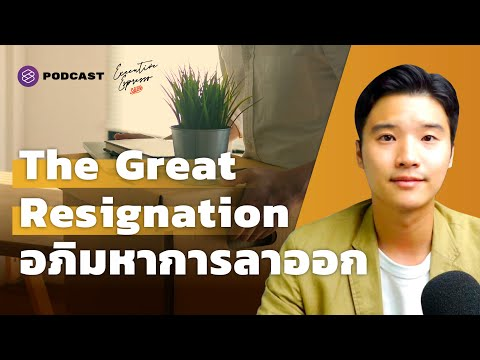 PODCAST
Executive
Espresso
The Great
Resignation
อภิมหาการลาออก